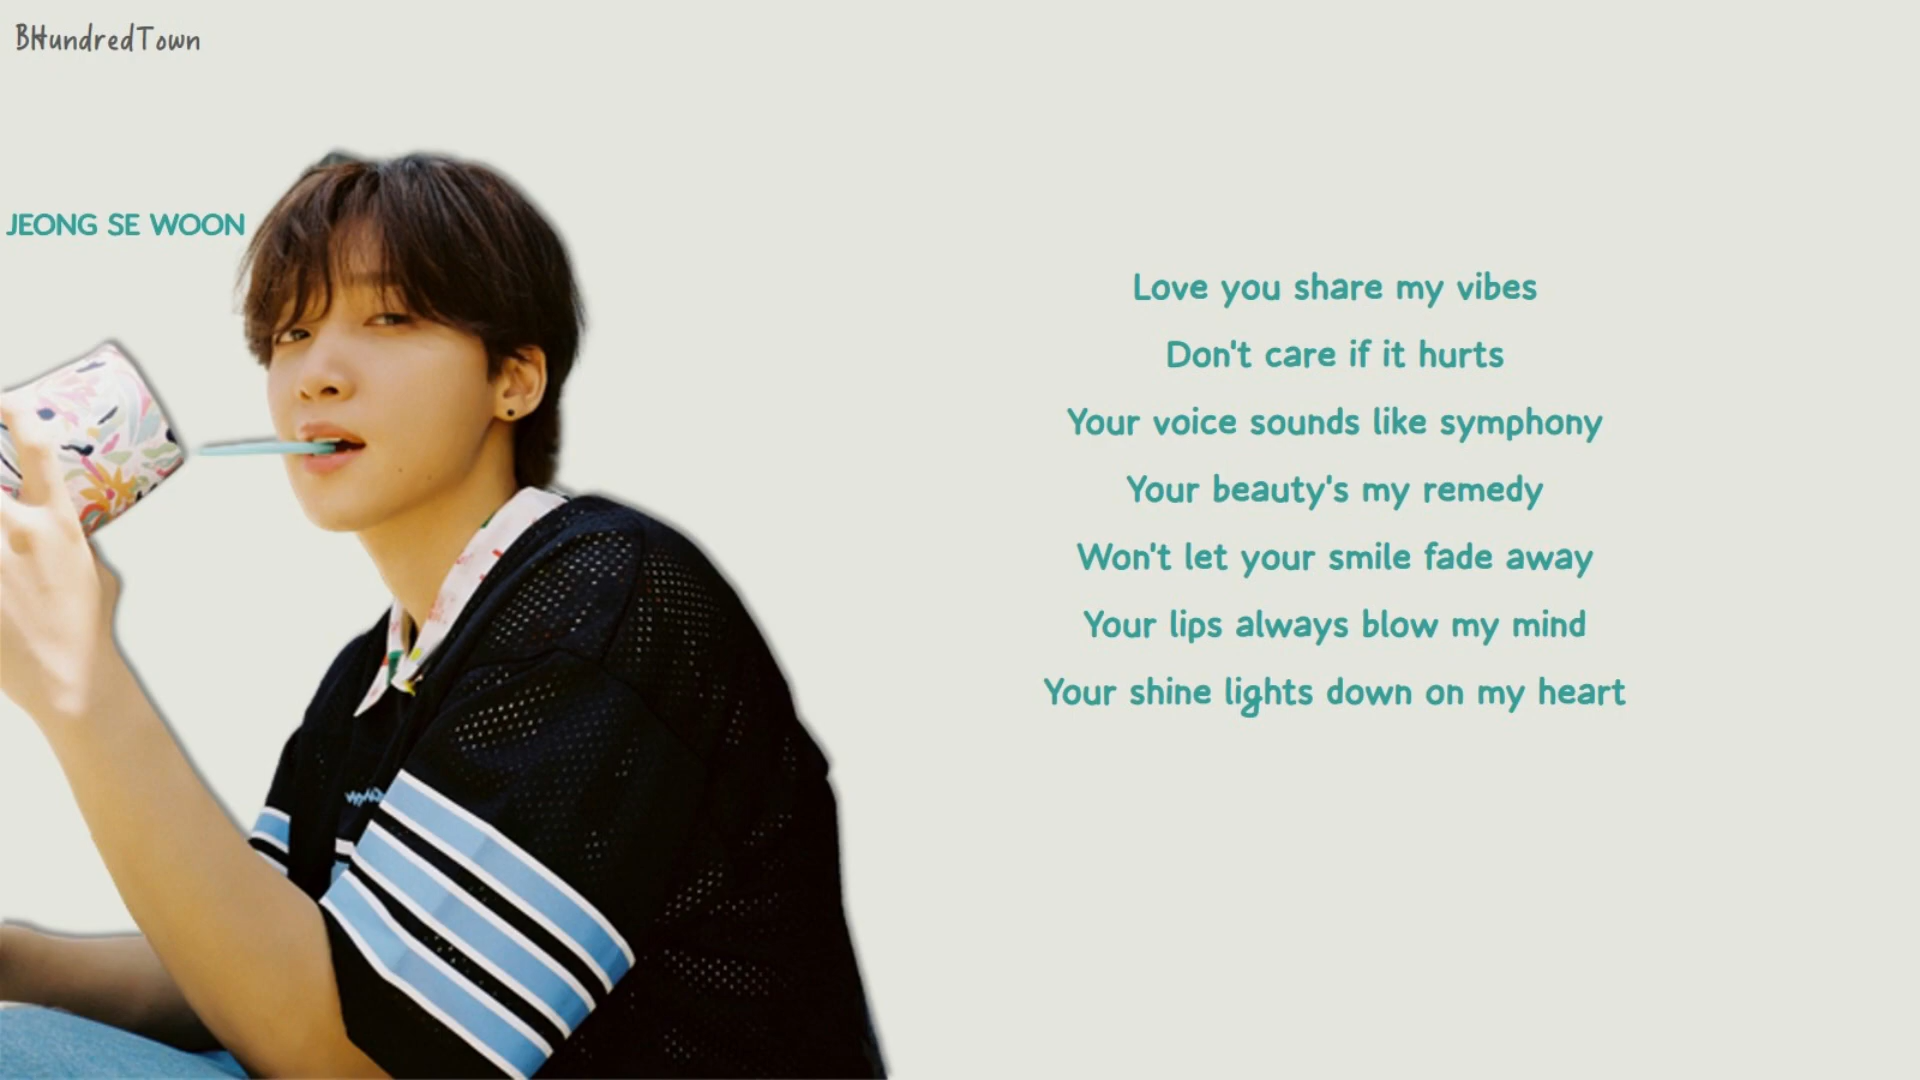 BHundredTown
JEONG SE WOON
Love you share my vibes
Don't care if it hurts
Your voice sounds like symphony
Your beauty's my remedy
Won't let your smile fade away
Your lips always blow my mind
Your shine lights down on my heart